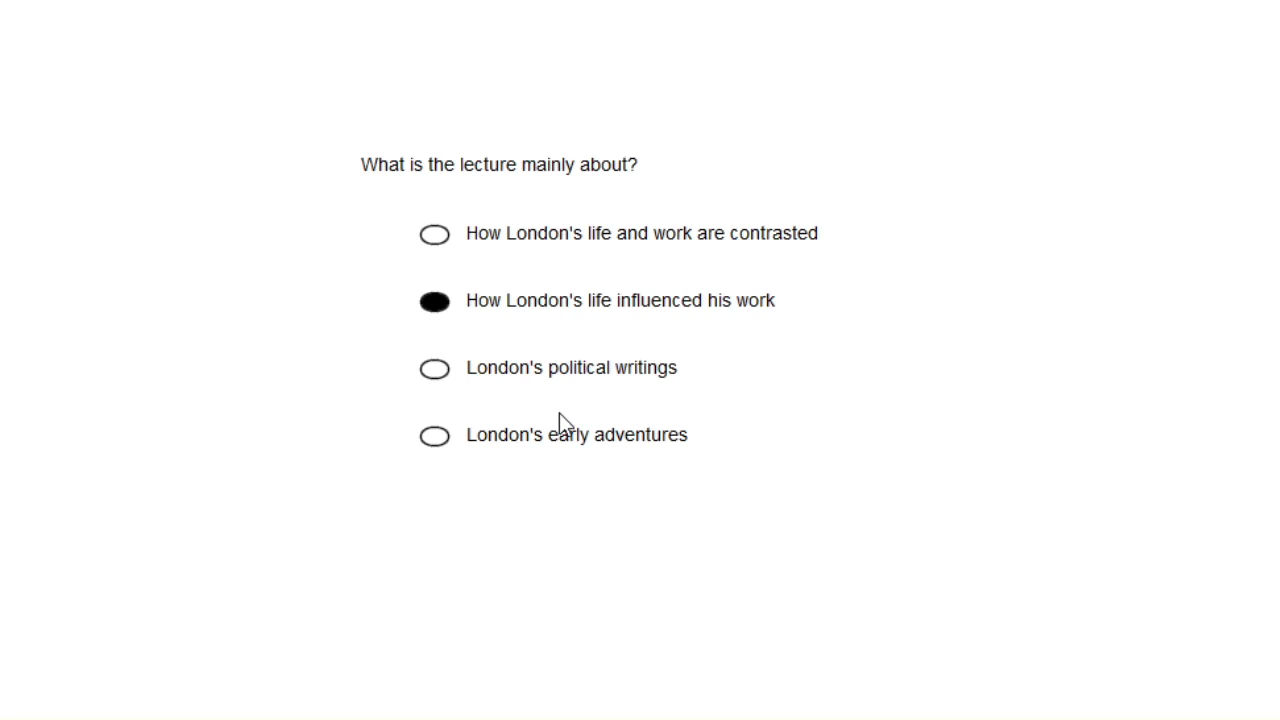 What is the lecture mainly about?
How London's life and work are contrasted
How London's life influenced his work
London's political writings
London's early adventures